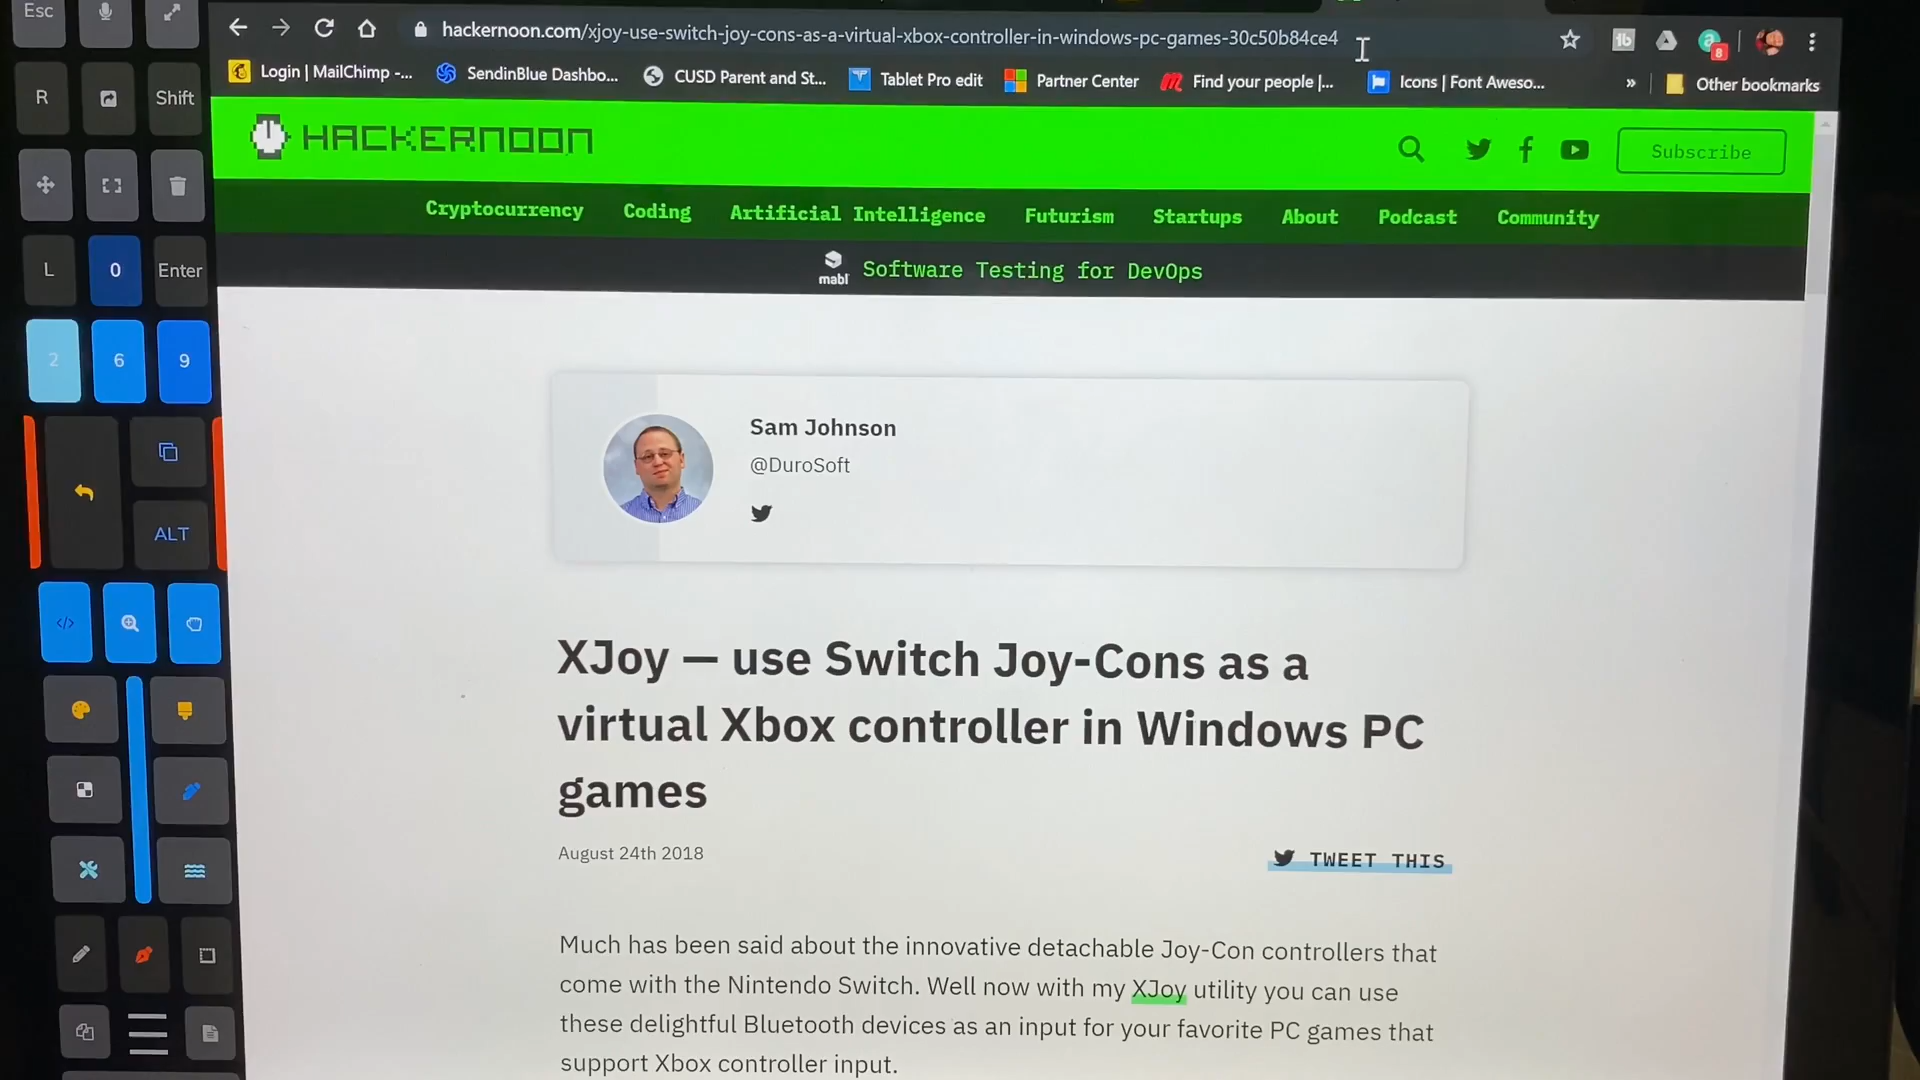 Esc
hackernoon.com/xjoy-use-switch-joy-cons-as-a-virtual-xbox-controller-in-windows-pc-games-30c50b84ce4
tb
8
Login | MailChimp -...
SendinBlue Dashbo...
CUSD Parent and St...
Tablet Pro edit
Partner Center
Find your people |...
Icons | Font Aweso...
»
Other bookmarks
R
Shift
HACKERNOON
Subscribe
Cryptocurrency
Coding
Artificial Intelligence
Futurism
Startups
About
Podcast
Community
L
0
Enter
mabl
Software Testing for DevOps
2
6
9
Sam Johnson
@DuroSoft
ALT
</>
XJoy — use Switch Joy-Cons as a
virtual Xbox controller in Windows PC
games
August 24th 2018
TWEET THIS
Much has been said about the innovative detachable Joy-Con controllers that
come with the Nintendo Switch. Well now with my XJoy utility you can use
these delightful Bluetooth devices as an input for your favorite PC games that
support Xbox controller input.